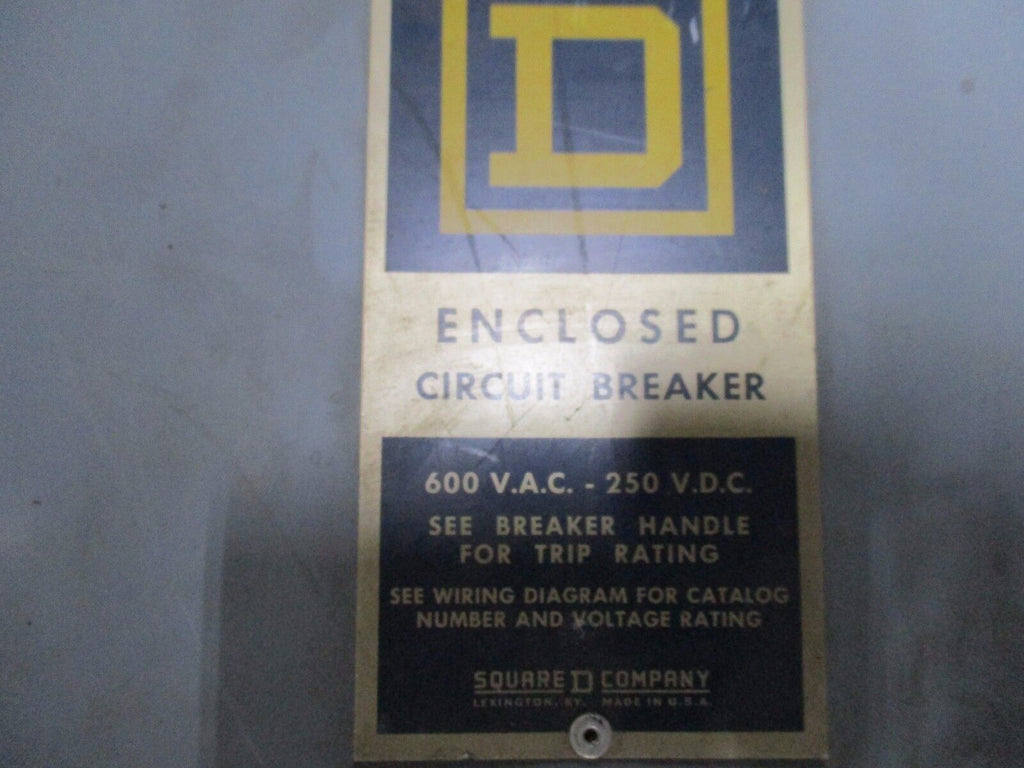 D
ENCLOSED
CIRCUIT BREAKER
600 V.A.C. - 250 V.D.C.
SEE BREAKER HANDLE
FOR TRIP RATING
SEE WIRING DIAGRAM FOR CATALOG
NUMBER AND VOLTAGE RATING
SQUARE D COMPANY
LEXINGTON, KY. MADE IN U.S.A.